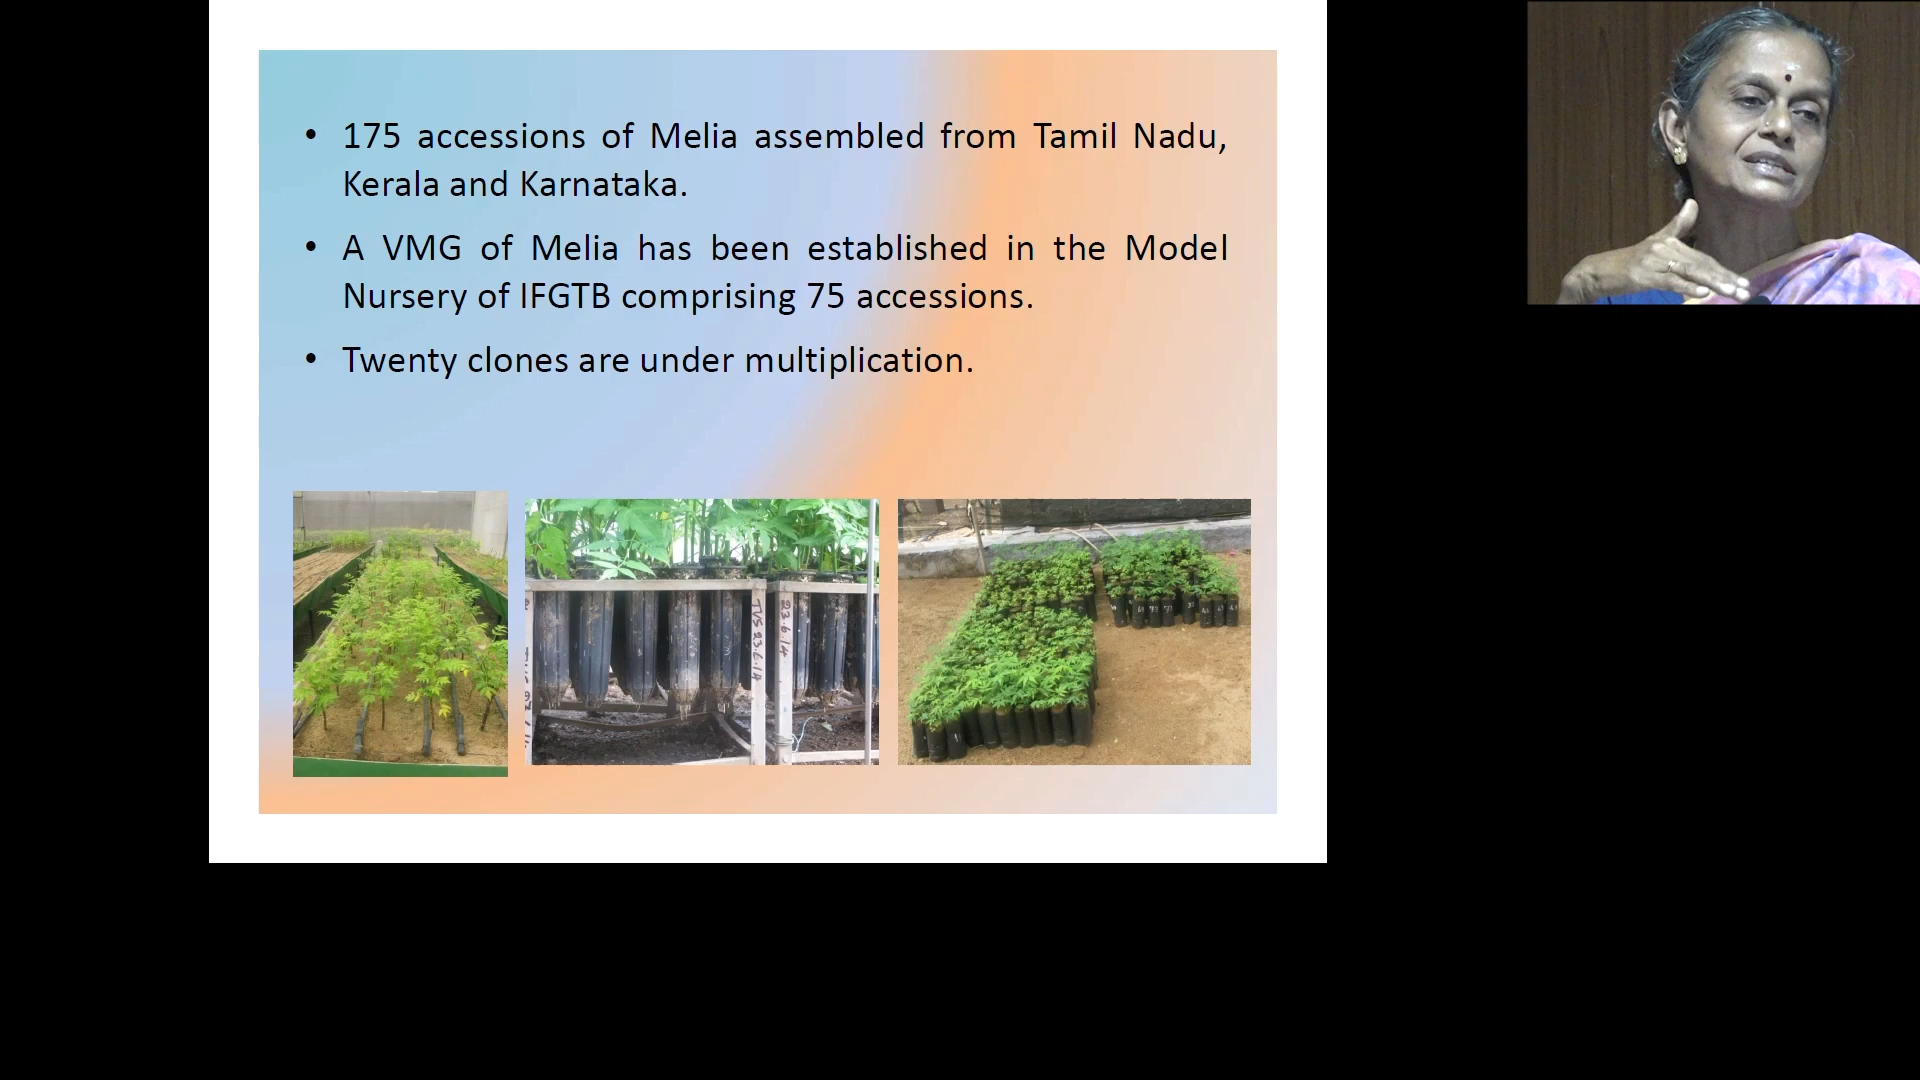 • 175 accessions of Melia assembled from Tamil Nadu,
Kerala and Karnataka.
• A VMG of Melia has been established in the Model
Nursery of IFGTB comprising 75 accessions.
• Twenty clones are under multiplication.